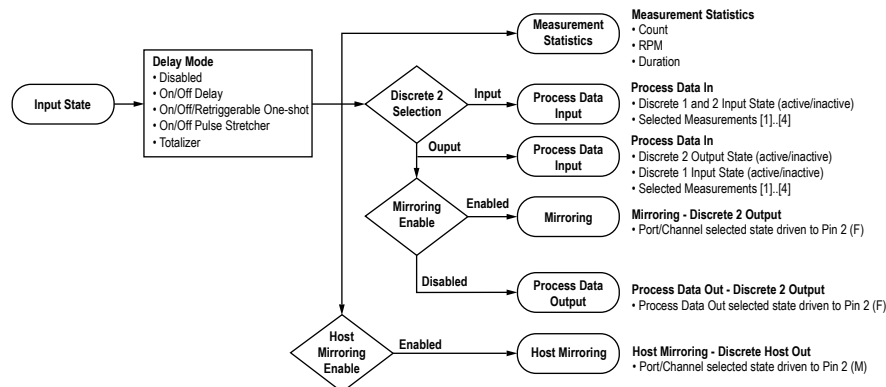 Input State
Delay Mode
• Disabled
• On/Off Delay
• On/Off/Retriggerable One-shot
• On/Off Pulse Stretcher
• Totalizer
Measurement
Statistics
Measurement Statistics
• Count
• RPM
• Duration
Discrete 2
Selection
Input
Process Data
Input
Process Data In
• Discrete 1 and 2 Input State (active/inactive)
• Selected Measurements [1]..[4]
Ouput
Process Data
Input
Process Data In
• Discrete 2 Output State (active/inactive)
• Discrete 1 Input State (active/inactive)
• Selected Measurements [1]..[4]
Mirroring
Enable
Enabled
Mirroring
Mirroring - Discrete 2 Output
• Port/Channel selected state driven to Pin 2 (F)
Disabled
Process Data
Output
Process Data Out - Discrete 2 Output
• Process Data Out selected state driven to Pin 2 (F)
Host
Mirroring
Enable
Enabled
Host Mirroring
Host Mirroring - Discrete Host Out
• Port/Channel selected state driven to Pin 2 (M)